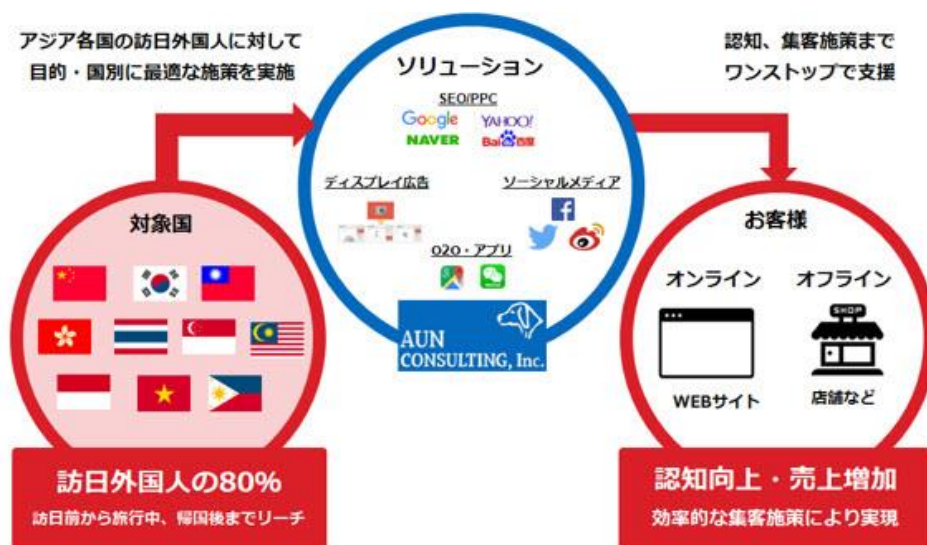 アジア各国の訪日外国人に対して
目的・国別に最適な施策を実施
ソリューション
SEO/PPC
Google YAHOO!
NAVER Bai百度
ディスプレイ広告
ソーシャルメディア
O2O・アプリ
AUN
CONSULTING, Inc.
認知、集客施策まで
ワンストップで支援
対象国
訪日外国人の80%
訪日前から旅行中、帰国後までリーチ
お客様
オンライン
オフライン
SHOP
WEBサイト
店舗など
認知向上・売上増加
効率的な集客施策により実現